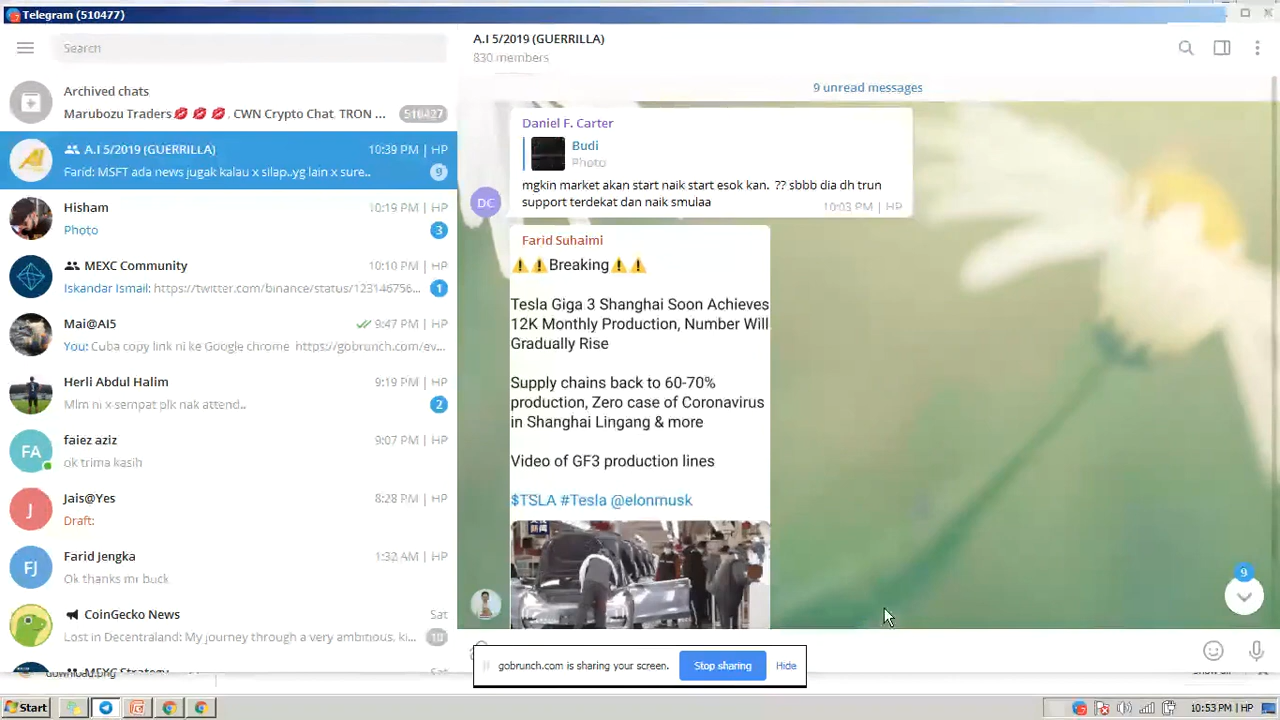 Telegram (510477)
Search
Archived chats
Marubozu Traders💋 💋 💋, CWN Crypto Chat, TRON ... 510427
A.I 5/2019 (GUERRILLA) 10:39 PM | HP
Farid: MSFT ada news jugak kalau x silap..yg lain x sure.. 9
Hisham 10:19 PM | HP
Photo 3
MEXC Community 10:10 PM | HP
Iskandar Ismail: https://twitter.com/binance/status/123146756... 1
Mai@AI5 9:47 PM | HP
You: Cuba copy link ni ke Google chrome https://gobrunch.com/ev...
Herli Abdul Halim 9:19 PM | HP
Mlm ni x sempat plk nak attend.. 2
FA
faiez aziz 9:07 PM | HP
ok trima kasih
J
Jais@Yes 8:28 PM | HP
Draft:
FJ
Farid Jengka 1:32 AM | HP
Ok thanks mr buck
CoinGecko News Sat
Lost in Decentraland: My journey through a very ambitious, ki... 10
MEXC Strategy Sat
A.I 5/2019 (GUERRILLA)
830 members
9 unread messages
Daniel F. Carter
Budi
Photo
mgkin market akan start naik start esok kan. ?? sbbb dia dh trun
support terdekat dan naik smulaa 10:03 PM | HP
DC
Farid Suhaimi
⚠️⚠️Breaking⚠️⚠️
Tesla Giga 3 Shanghai Soon Achieves
12K Monthly Production, Number Will
Gradually Rise
Supply chains back to 60-70%
production, Zero case of Coronavirus
in Shanghai Lingang & more
Video of GF3 production lines
$TSLA #Tesla @elonmusk
9
gobrunch.com is sharing your screen. Stop sharing Hide
Start
10:53 PM | HP